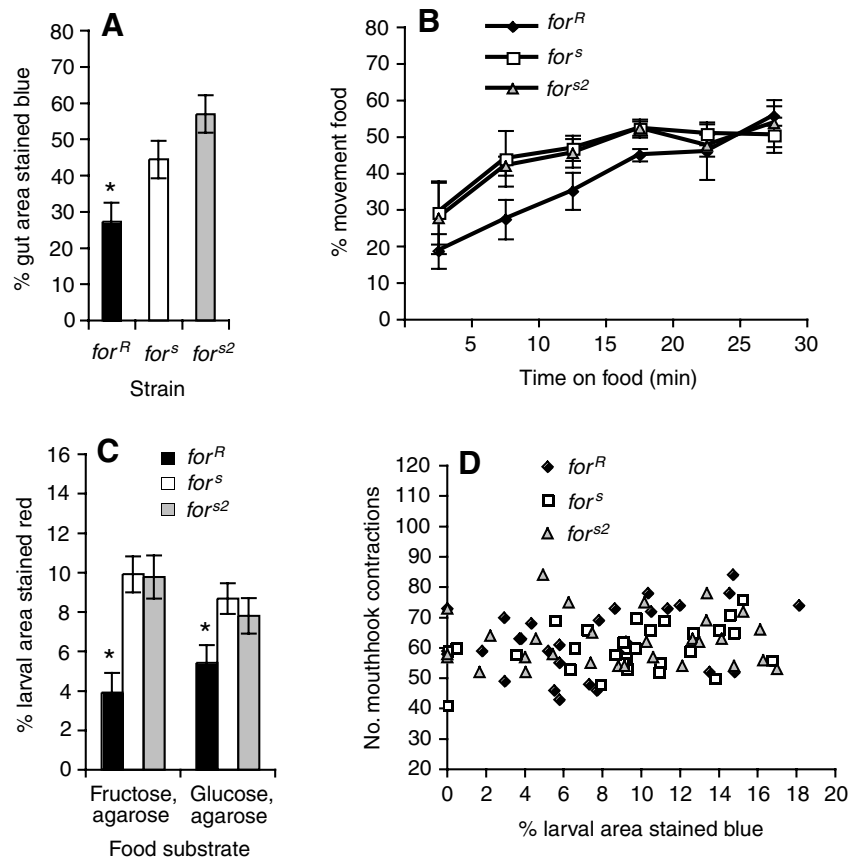 A
% gut area stained blue
80
70
60
50
40
30
20
10
0
*
for^R for^s for^s2
Strain
B
for^R
for^s
for^s2
% movement food
80
70
60
50
40
30
20
10
0
5 10 15 20 25 30
Time on food (min)
C
for^R
for^s
for^s2
% larval area stained red
16
14
12
10
8
6
4
2
0
*
*
Fructose, agarose
Glucose, agarose
Food substrate
D
for^R
for^s
for^s2
No. mouthhook contractions
120
110
100
90
80
70
60
50
40
30
20
0 2 4 6 8 10 12 14 16 18 20
% larval area stained blue